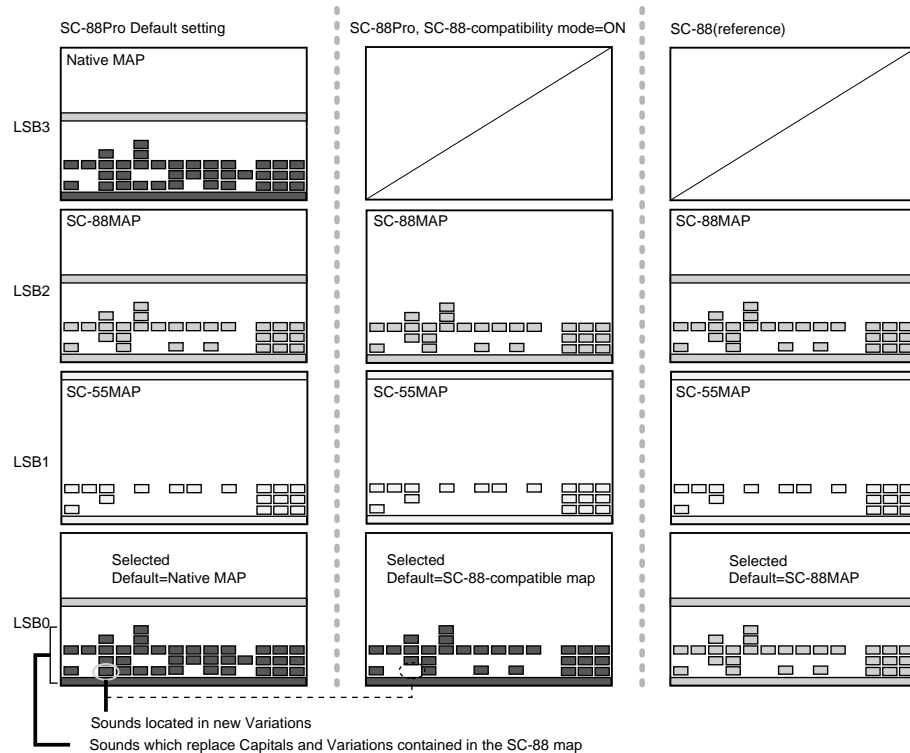 SC-88Pro Default setting
SC-88Pro, SC-88-compatibility mode=ON
SC-88(reference)
Native MAP
LSB3
SC-88MAP
SC-88MAP
SC-88MAP
LSB2
SC-55MAP
SC-55MAP
SC-55MAP
LSB1
Selected
Default=Native MAP
Selected
Default=SC-88-compatible map
Selected
Default=SC-88MAP
LSB0
Sounds located in new Variations
Sounds which replace Capitals and Variations contained in the SC-88 map